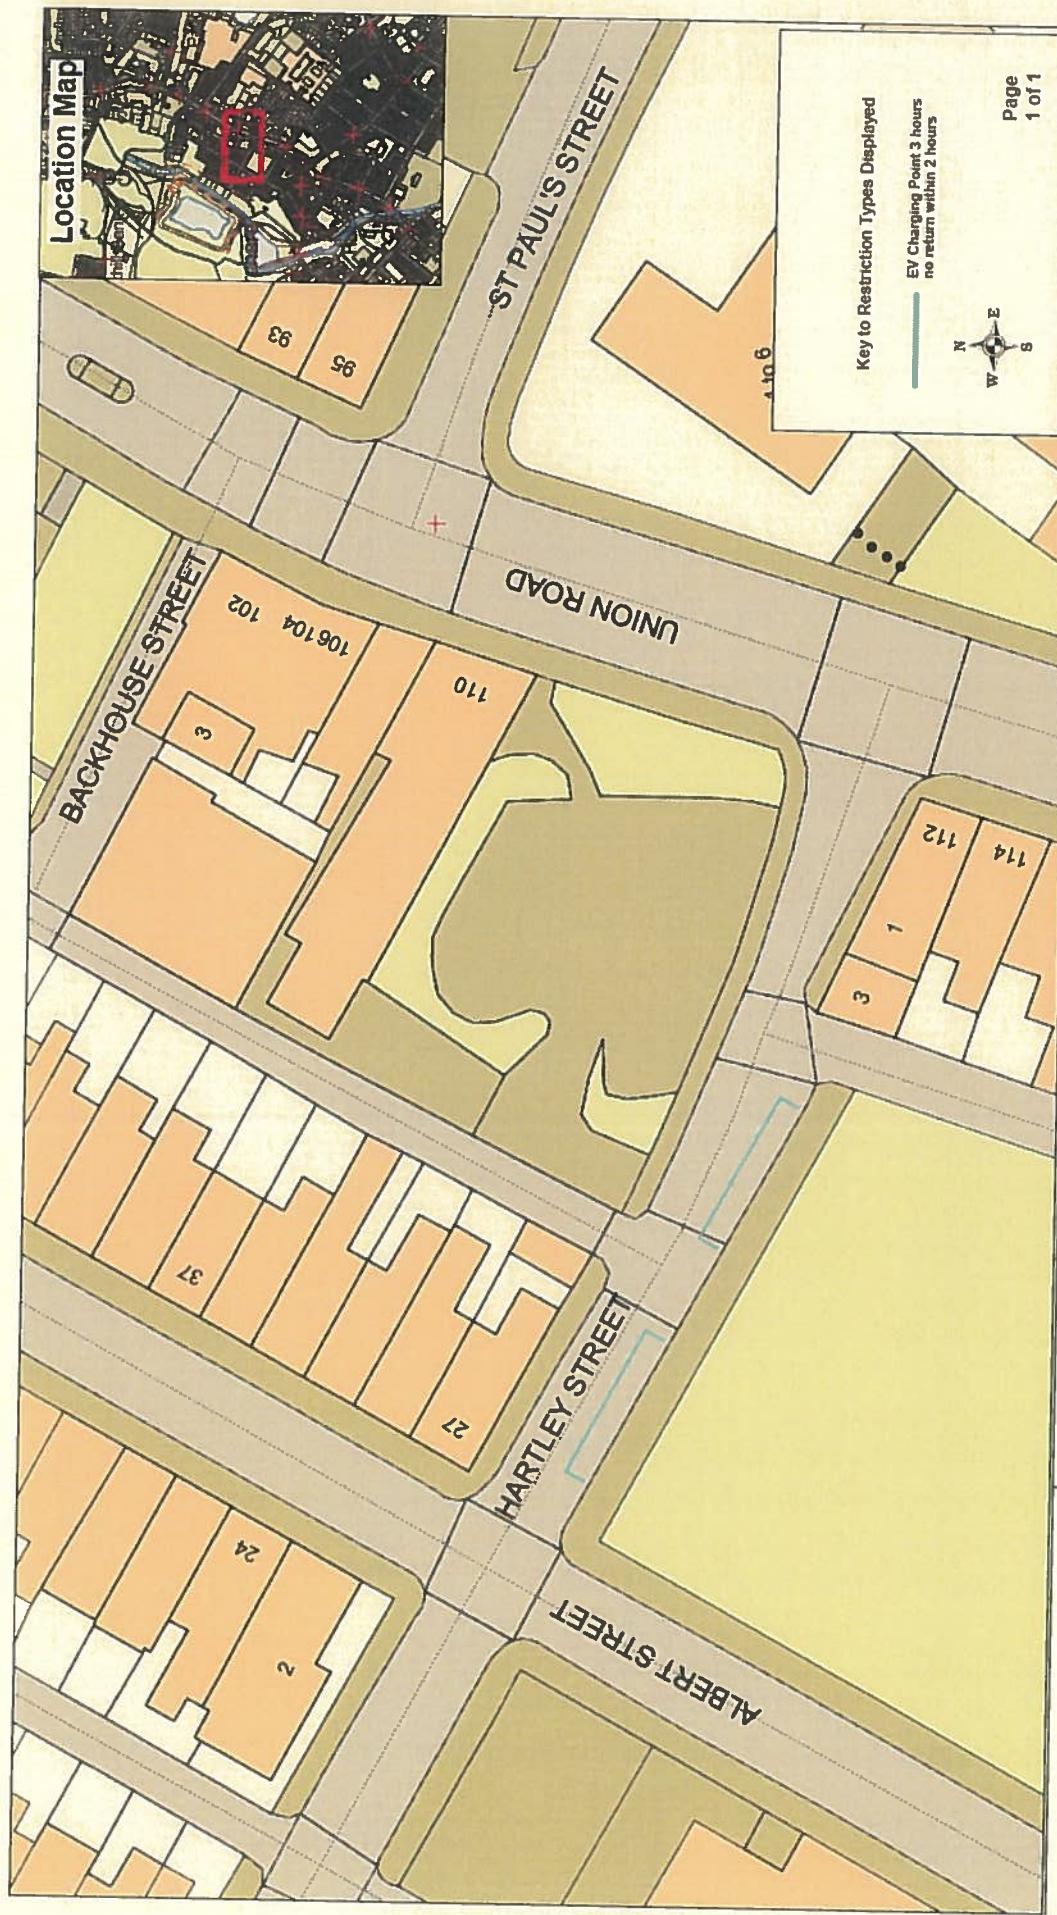 Location Map
ST PAUL'S STREET
93
95
BACKHOUSE STREET
102
104
106
3
110
UNION ROAD
37
27
HARTLEY STREET
112
114
1
3
24
2
ALBERT STREET
Key to Restriction Types Displayed
EV Charging Point 3 hours
no return within 2 hours
N
W
E
S
Page
1 of 1